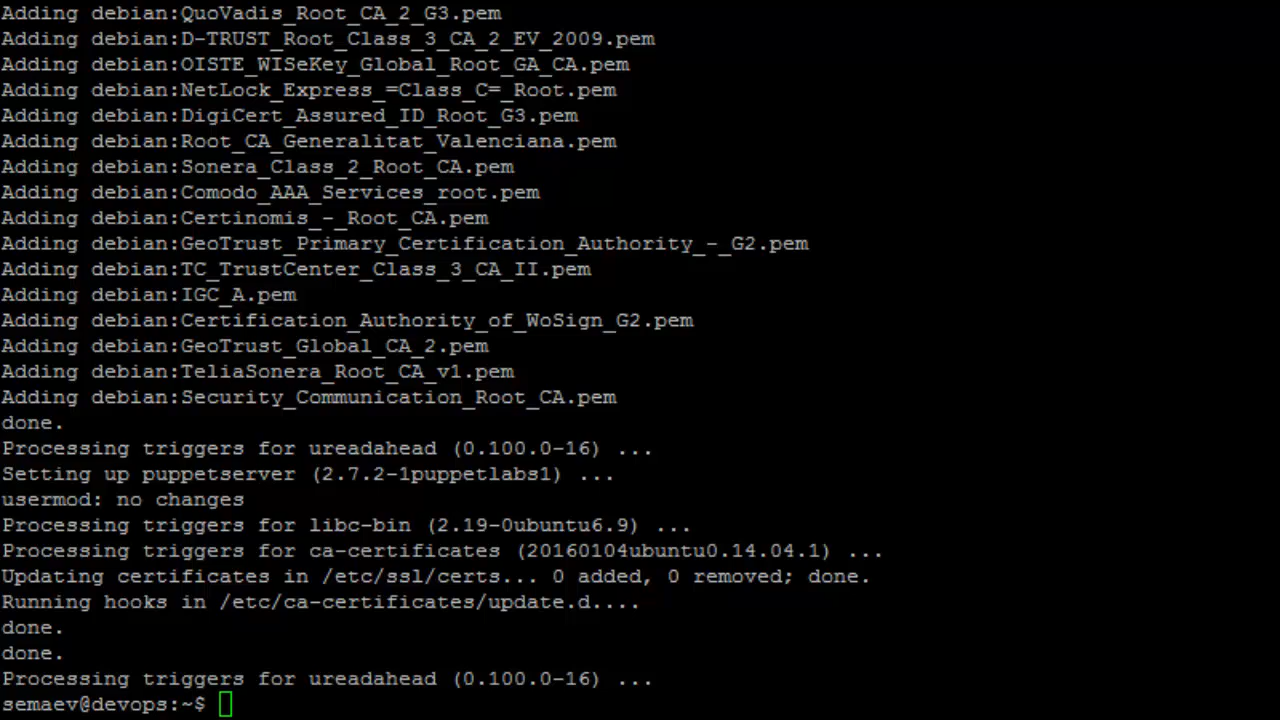 Adding debian:QuoVadis_Root_CA_2_G3.pem
Adding debian:D-TRUST_Root_Class_3_CA_2_EV_2009.pem
Adding debian:OISTE_WISeKey_Global_Root_GA_CA.pem
Adding debian:NetLock_Express_=Class_C=_Root.pem
Adding debian:DigiCert_Assured_ID_Root_G3.pem
Adding debian:Root_CA_Generalitat_Valenciana.pem
Adding debian:Sonera_Class_2_Root_CA.pem
Adding debian:Comodo_AAA_Services_root.pem
Adding debian:Certinomis_-_Root_CA.pem
Adding debian:GeoTrust_Primary_Certification_Authority_-_G2.pem
Adding debian:TC_TrustCenter_Class_3_CA_II.pem
Adding debian:IGC_A.pem
Adding debian:Certification_Authority_of_WoSign_G2.pem
Adding debian:GeoTrust_Global_CA_2.pem
Adding debian:TeliaSonera_Root_CA_v1.pem
Adding debian:Security_Communication_Root_CA.pem
done.
Processing triggers for ureadahead (0.100.0-16) ...
Setting up puppetserver (2.7.2-1puppetlabs1) ...
usermod: no changes
Processing triggers for libc-bin (2.19-0ubuntu6.9) ...
Processing triggers for ca-certificates (20160104ubuntu0.14.04.1) ...
Updating certificates in /etc/ssl/certs... 0 added, 0 removed; done.
Running hooks in /etc/ca-certificates/update.d....
done.
done.
Processing triggers for ureadahead (0.100.0-16) ...
semaev@devops:~$